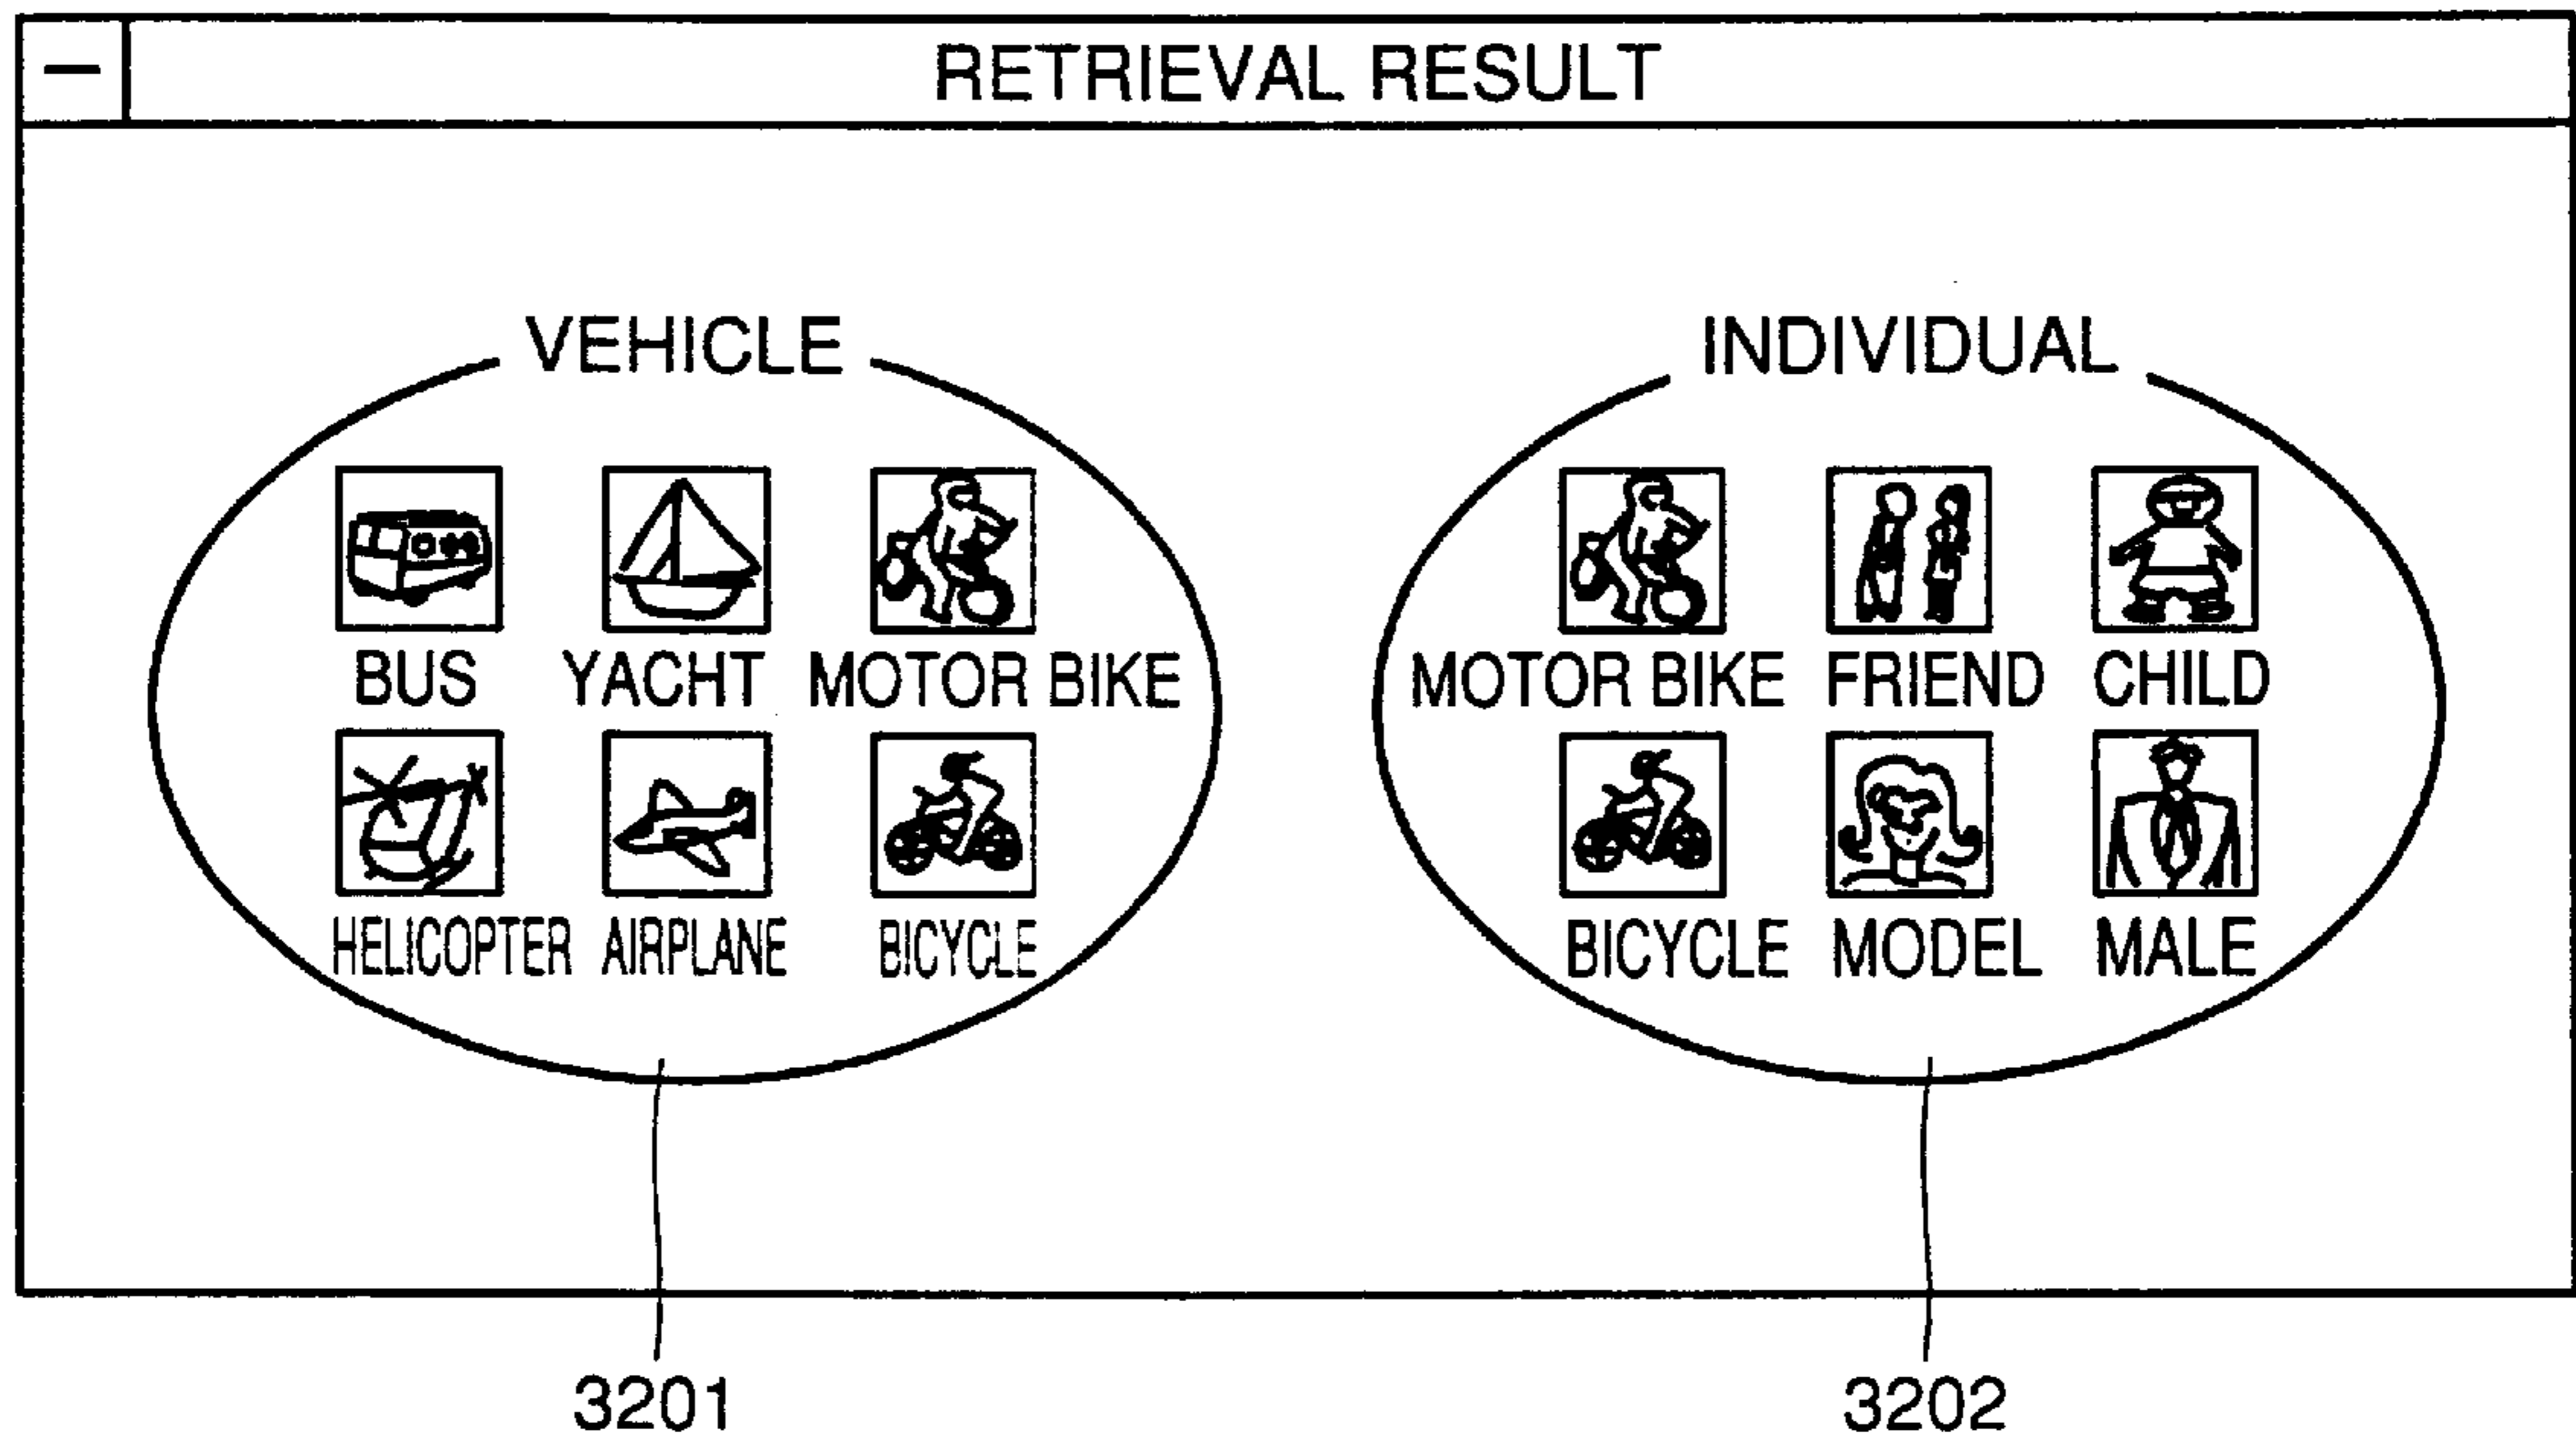 RETRIEVAL RESULT
VEHICLE
BUS YACHT MOTOR BIKE
HELICOPTER AIRPLANE BICYCLE
3201
INDIVIDUAL
MOTOR BIKE FRIEND CHILD
BICYCLE MODEL MALE
3202